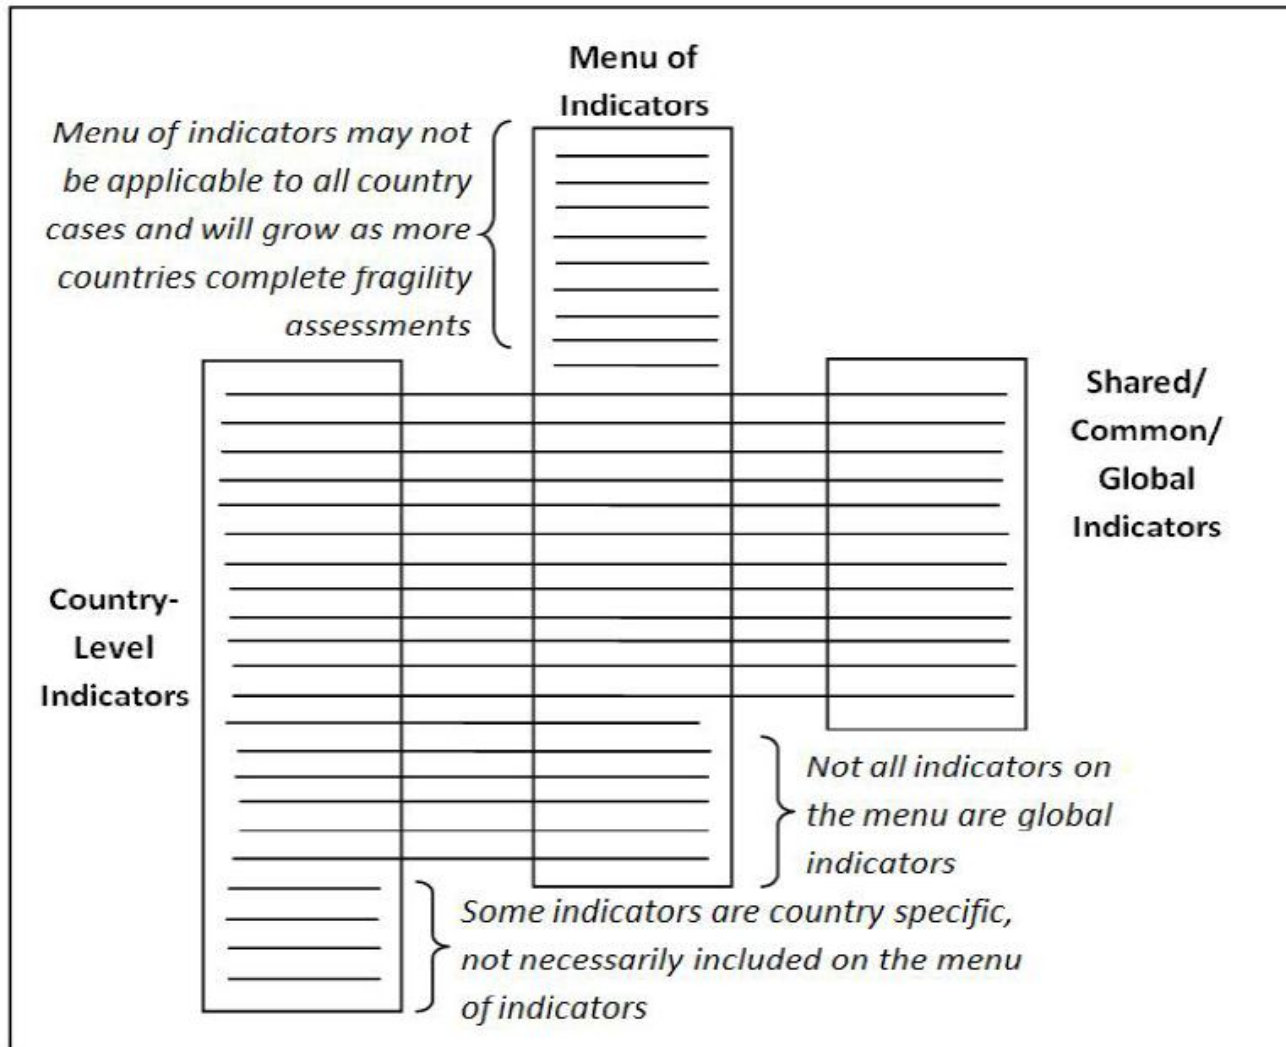 Menu of
Indicators
Menu of indicators may not
be applicable to all country
cases and will grow as more
countries complete fragility
assessments
Shared/
Common/
Global
Indicators
Country-
Level
Indicators
Not all indicators on
the menu are global
indicators
Some indicators are country specific,
not necessarily included on the menu
of indicators